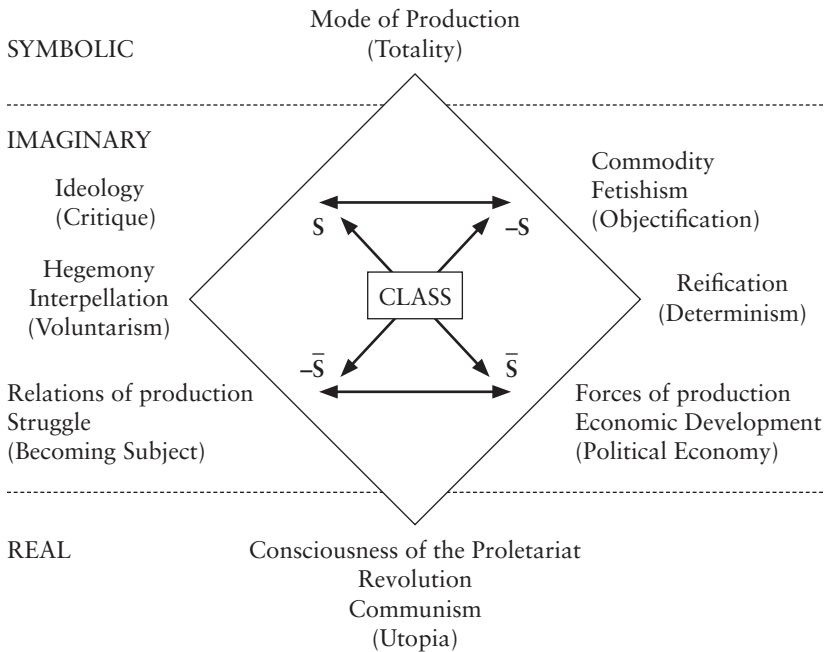 Mode of Production
SYMBOLIC
(Totality)
IMAGINARY
Ideology
(Critique)
Commodity
Fetishism
(Objectification)
S
–S
Hegemony
Interpellation
(Voluntarism)
CLASS
Reification
(Determinism)
–S̄
S̄
Relations of production
Struggle
(Becoming Subject)
Forces of production
Economic Development
(Political Economy)
REAL
Consciousness of the Proletariat
Revolution
Communism
(Utopia)